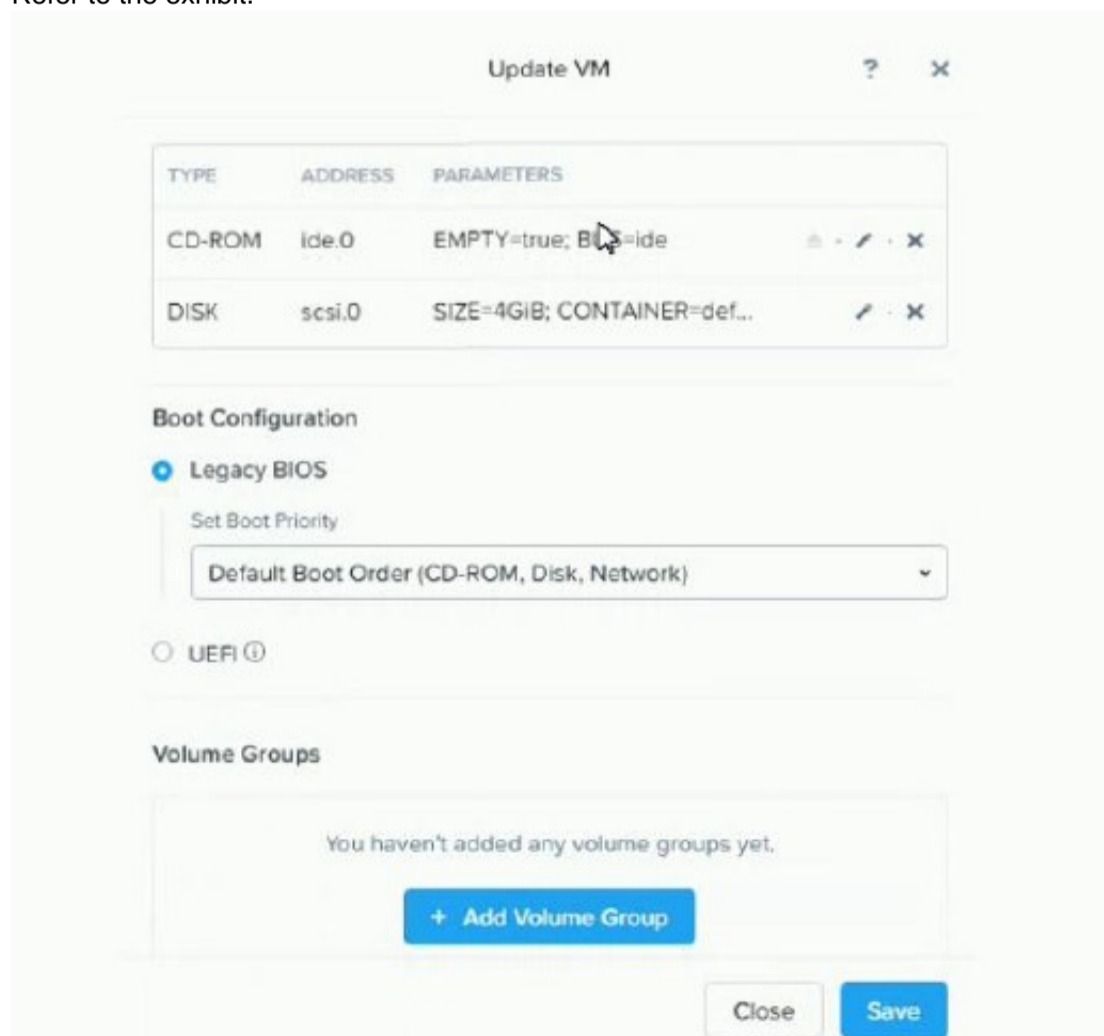 Refer to the exhibit.
Update VM ? ×
TYPE ADDRESS PARAMETERS
CD-ROM ide.0 EMPTY=true; =ide
DISK scsi.0 SIZE=4GiB; CONTAINER=def...
Boot Configuration
Legacy BIOS
Set Boot Priority
Default Boot Order (CD-ROM, Disk, Network)
UEFI
Volume Groups
You haven't added any volume groups yet.
+ Add Volume Group
Close Save